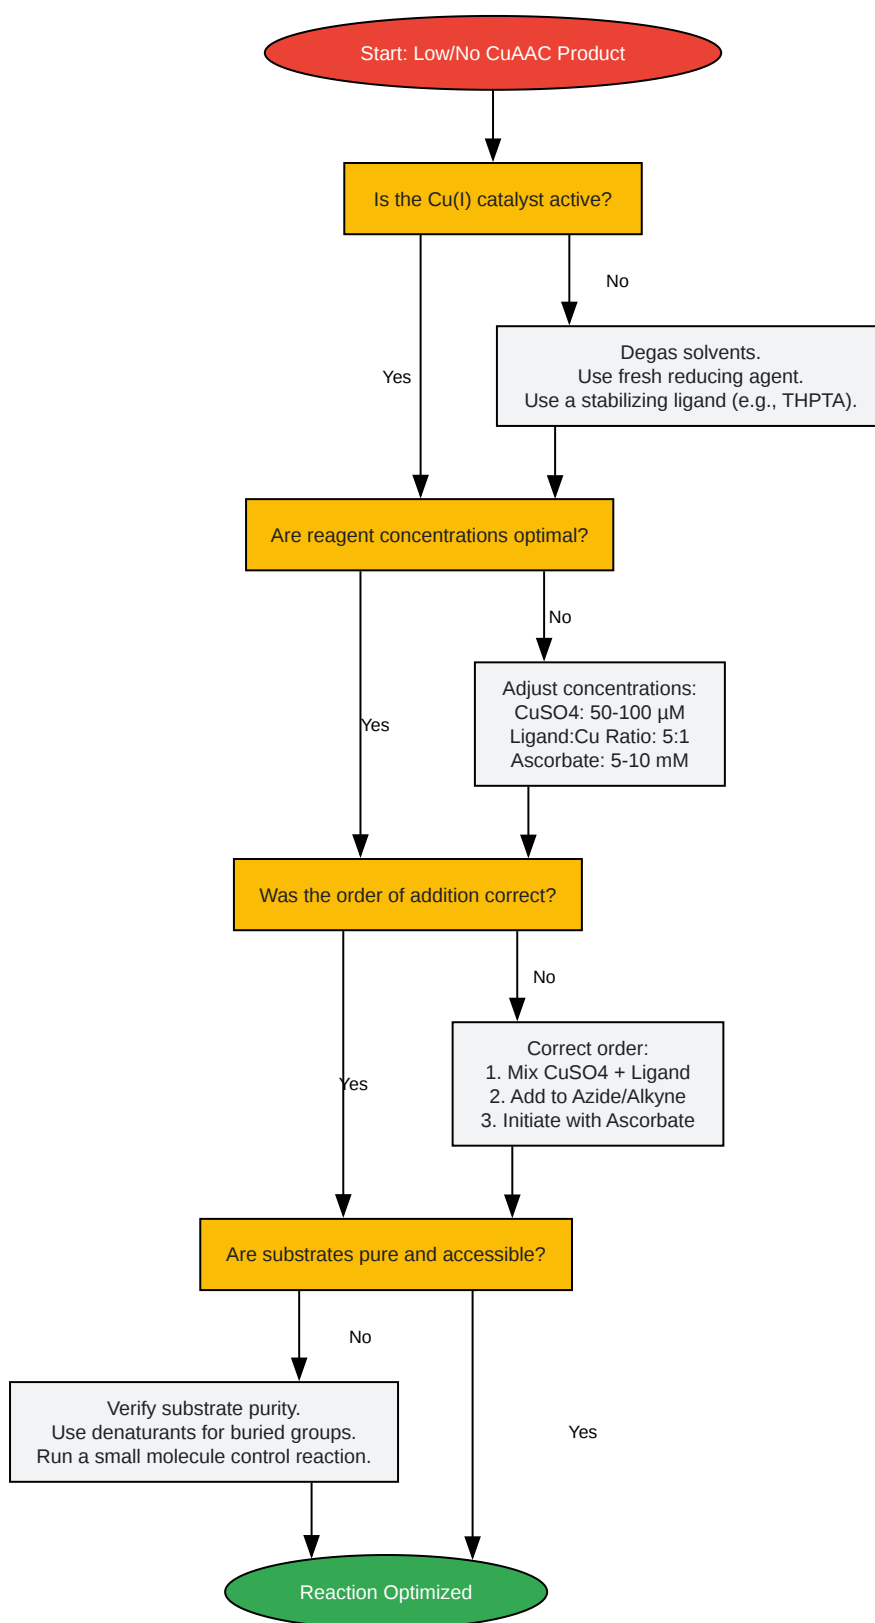 Start: Low/No CuAAC Product
Is the Cu(I) catalyst active?
No
Degas solvents.
Use fresh reducing agent.
Use a stabilizing ligand (e.g., THPTA).
Yes
Are reagent concentrations optimal?
No
Adjust concentrations:
CuSO4: 50-100 µM
Ligand:Cu Ratio: 5:1
Ascorbate: 5-10 mM
Yes
Was the order of addition correct?
No
Correct order:
1. Mix CuSO4 + Ligand
2. Add to Azide/Alkyne
3. Initiate with Ascorbate
Yes
Are substrates pure and accessible?
No
Verify substrate purity.
Use denaturants for buried groups.
Run a small molecule control reaction.
Yes
Reaction Optimized